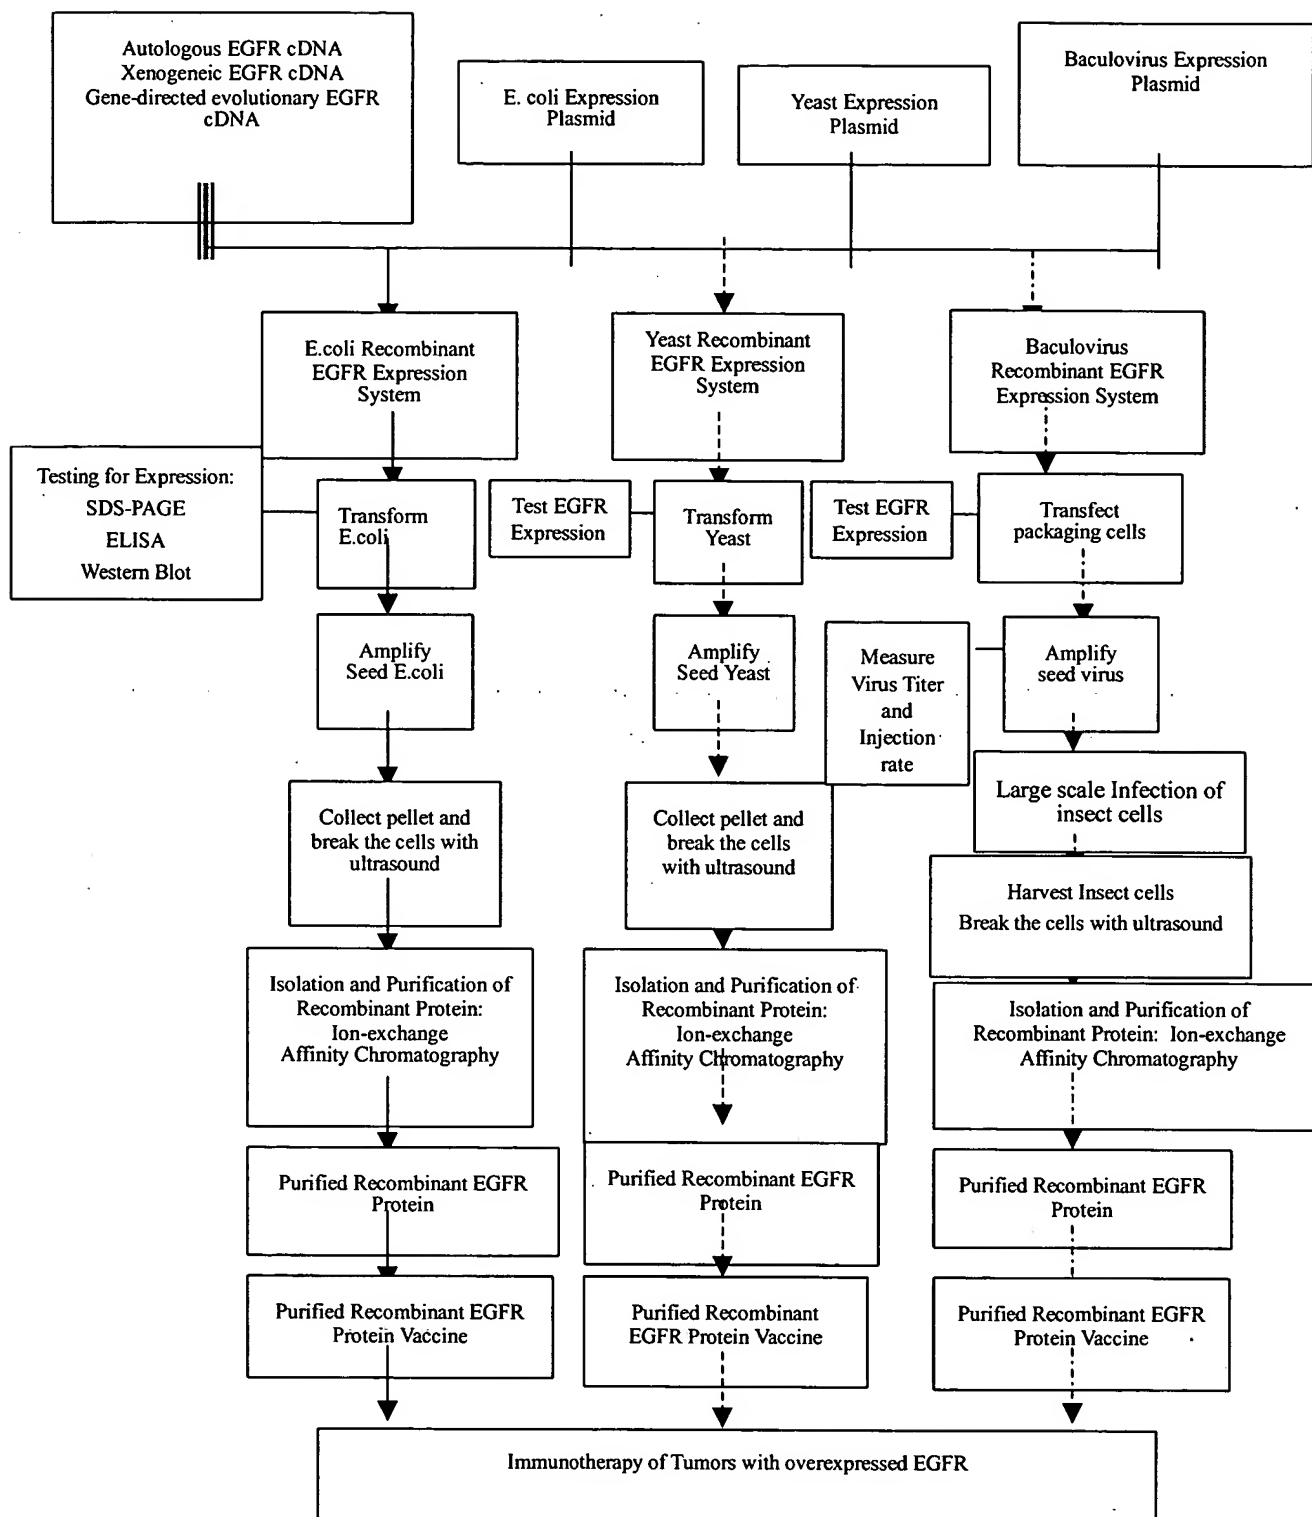 Autologous EGFR cDNA
Xenogeneic EGFR cDNA
Gene-directed evolutionary EGFR
cDNA
E. coli Expression
Plasmid
Yeast Expression
Plasmid
Baculovirus Expression
Plasmid
E.coli Recombinant
EGFR Expression
System
Yeast Recombinant
EGFR Expression
System
Baculovirus
Recombinant EGFR
Expression System
Testing for Expression:
SDS-PAGE
ELISA
Western Blot
Transform
E.coli
Test EGFR
Expression
Transform
Yeast
Test EGFR
Expression
Transfect
packaging cells
Amplify
Seed E.coli
Amplify
Seed Yeast
Measure
Virus Titer
and
Injection
rate
Amplify
seed virus
Collect pellet and
break the cells with
ultrasound
Collect pellet and
break the cells
with ultrasound
Large scale Infection of
insect cells
Harvest Insect cells
Break the cells with ultrasound
Isolation and Purification of
Recombinant Protein:
Ion-exchange
Affinity Chromatography
Isolation and Purification of
Recombinant Protein:
Ion-exchange
Affinity Chromatography
Isolation and Purification of
Recombinant Protein: Ion-exchange
Affinity Chromatography
Purified Recombinant EGFR
Protein
Purified Recombinant EGFR
Protein
Purified Recombinant EGFR
Protein
Purified Recombinant EGFR
Protein Vaccine
Purified Recombinant
EGFR Protein Vaccine
Purified Recombinant EGFR
Protein Vaccine
Immunotherapy of Tumors with overexpressed EGFR